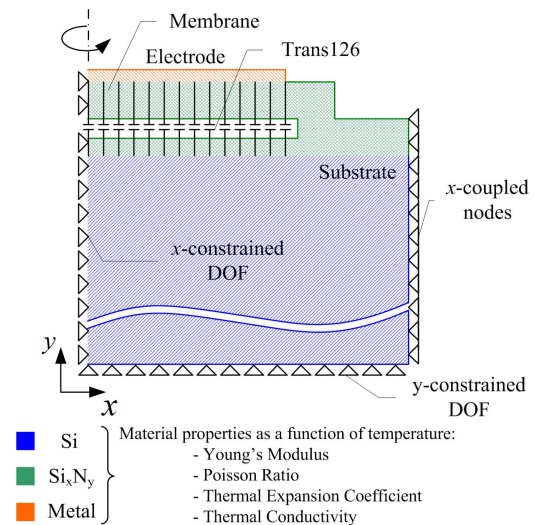 Membrane
Electrode
Trans126
Substrate
x-coupled
nodes
x-constrained
DOF
y
x
y-constrained
DOF
Si
SixNy
Metal
Material properties as a function of temperature:
- Young's Modulus
- Poisson Ratio
- Thermal Expansion Coefficient
- Thermal Conductivity